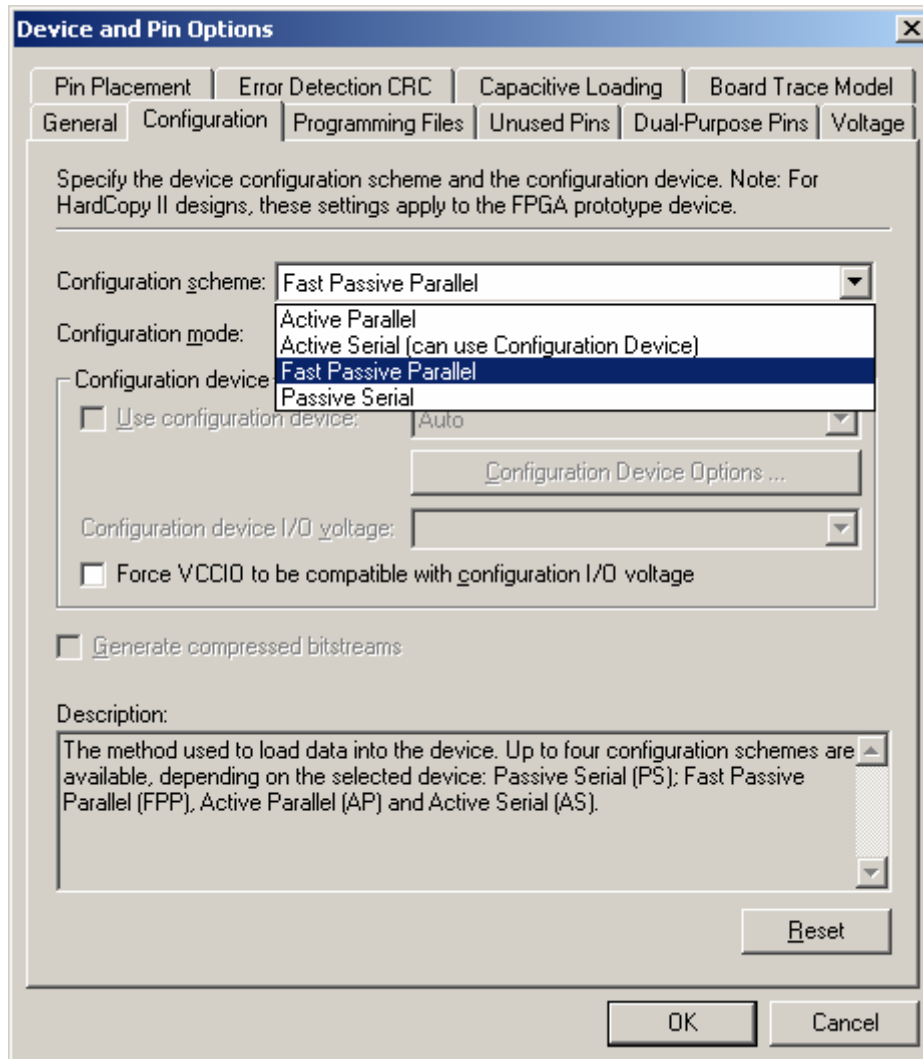 Device and Pin Options
Pin Placement Error Detection CRC Capacitive Loading Board Trace Model
General Configuration Programming Files Unused Pins Dual-Purpose Pins Voltage
Specify the device configuration scheme and the configuration device. Note: For
HardCopy II designs, these settings apply to the FPGA prototype device.
Configuration scheme: Fast Passive Parallel
Configuration mode:
Active Parallel
Active Serial (can use Configuration Device)
Fast Passive Parallel
Passive Serial
Configuration device
Use configuration device: Auto
Configuration Device Options ...
Configuration device I/O voltage:
Force VCCIO to be compatible with configuration I/O voltage
Generate compressed bitstreams
Description:
The method used to load data into the device. Up to four configuration schemes are
available, depending on the selected device: Passive Serial (PS); Fast Passive
Parallel (FPP), Active Parallel (AP) and Active Serial (AS).
Reset
OK Cancel